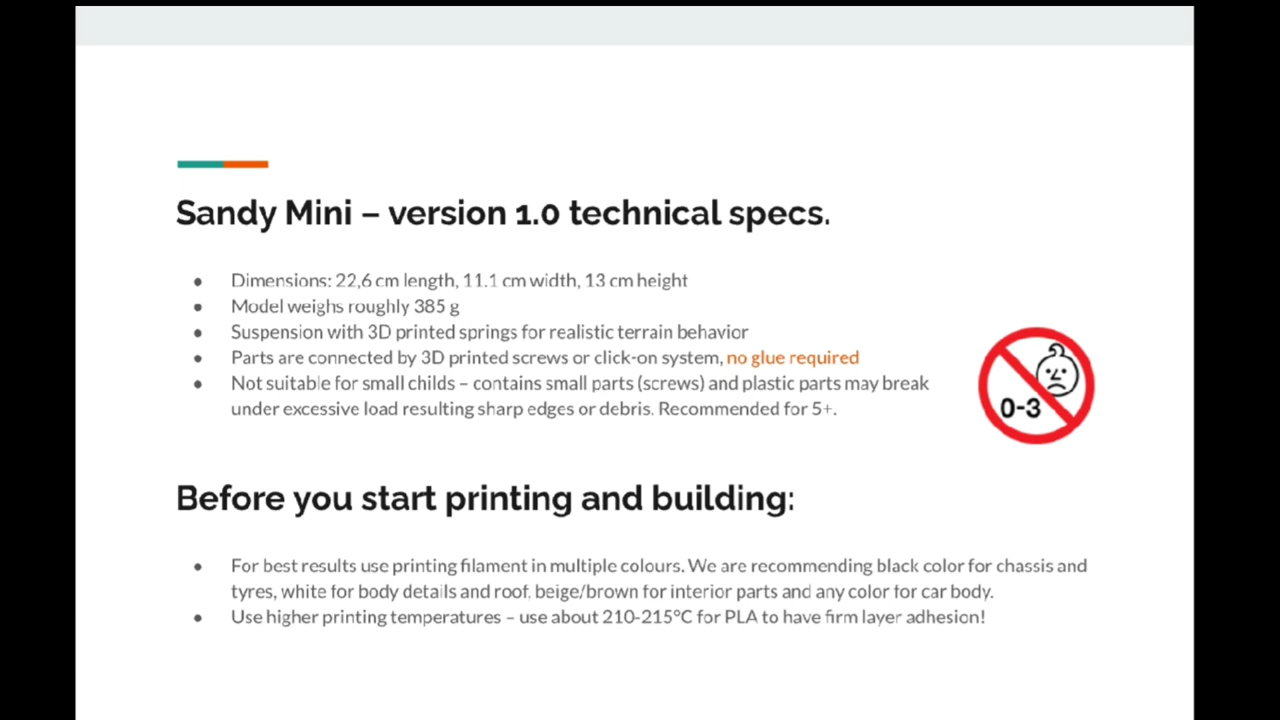 Sandy Mini – version 1.0 technical specs.
● Dimensions: 22,6 cm length, 11.1 cm width, 13 cm height
● Model weighs roughly 385 g
● Suspension with 3D printed springs for realistic terrain behavior
● Parts are connected by 3D printed screws or click-on system, no glue required
● Not suitable for small childs – contains small parts (screws) and plastic parts may break
under excessive load resulting sharp edges or debris. Recommended for 5+.
0-3
Before you start printing and building:
● For best results use printing filament in multiple colours. We are recommending black color for chassis and
tyres, white for body details and roof, beige/brown for interior parts and any color for car body.
● Use higher printing temperatures – use about 210-215°C for PLA to have firm layer adhesion!